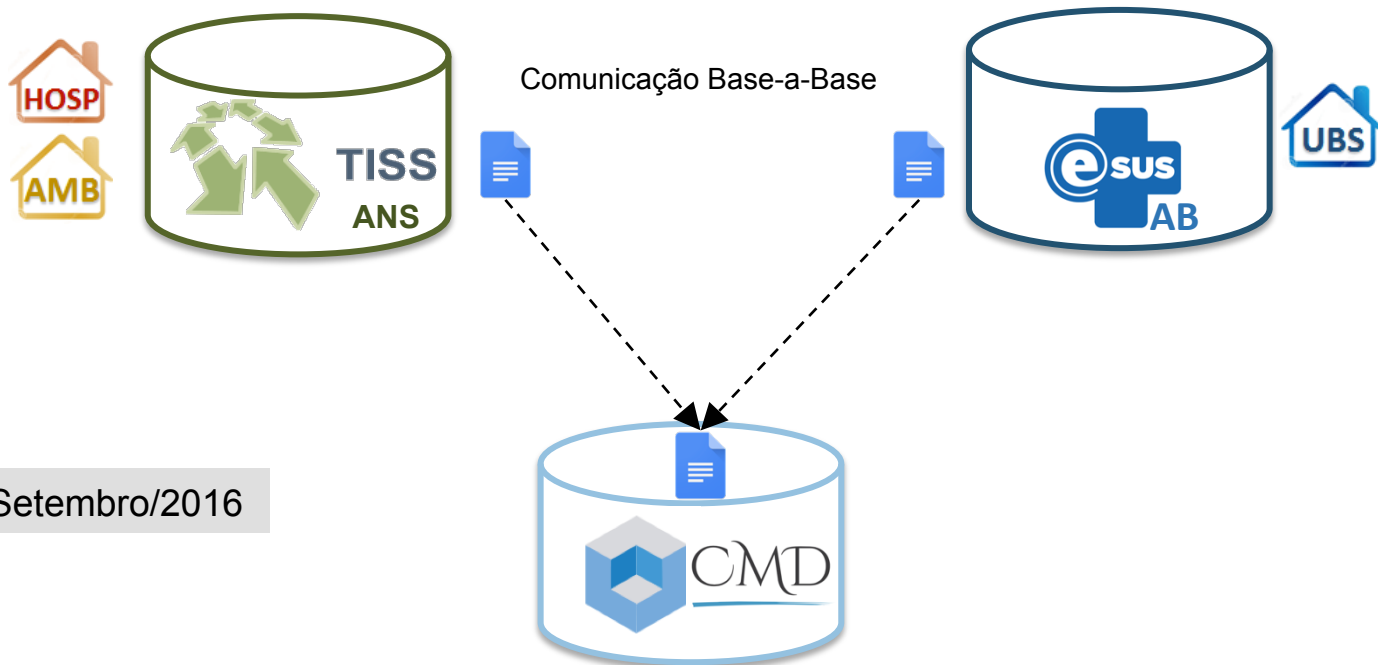 HOSP
AMB
TISS
ANS
Comunicação Base-a-Base
esus
AB
UBS
Setembro/2016
CMD